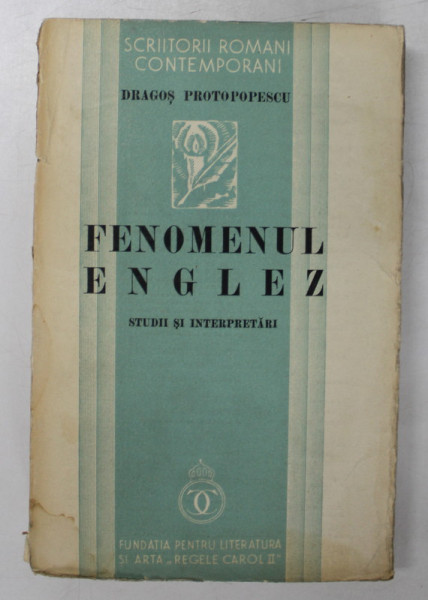 SCRIITORII ROMANI
CONTEMPORANI
DRAGOȘ PROTOPOPESCU
FENOMENUL
ENGLEZ
STUDII ȘI INTERPRETĂRI
FUNDAȚIA PENTRU LITERATURA
ȘI ARTA „REGELE CAROL II”